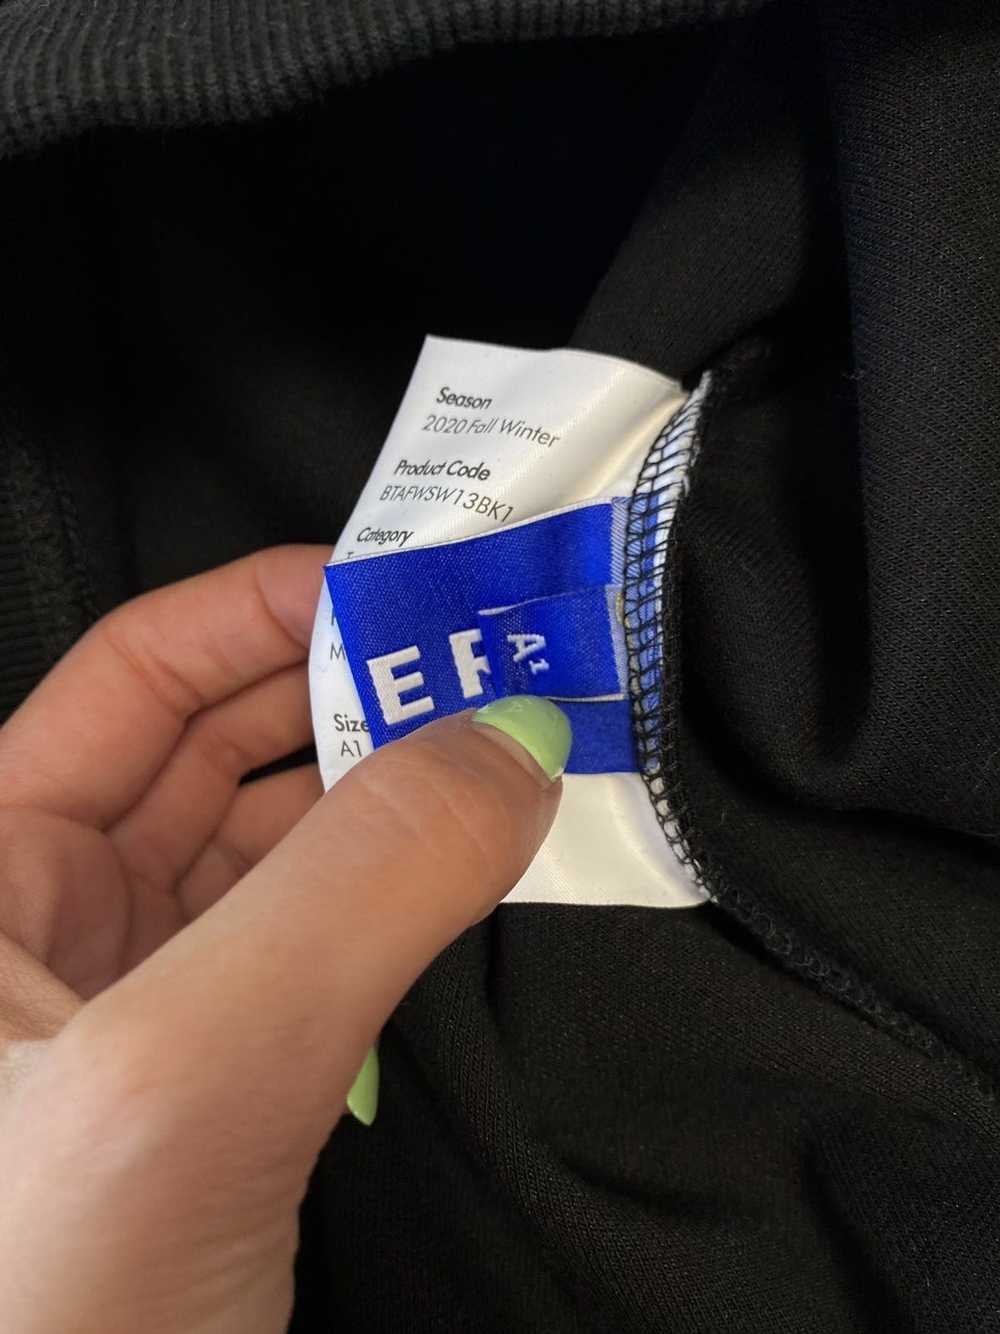 Season
2020 Fall Winter
Product Code
BTAFWSW13BK1
Category
Size
A1
E
A1